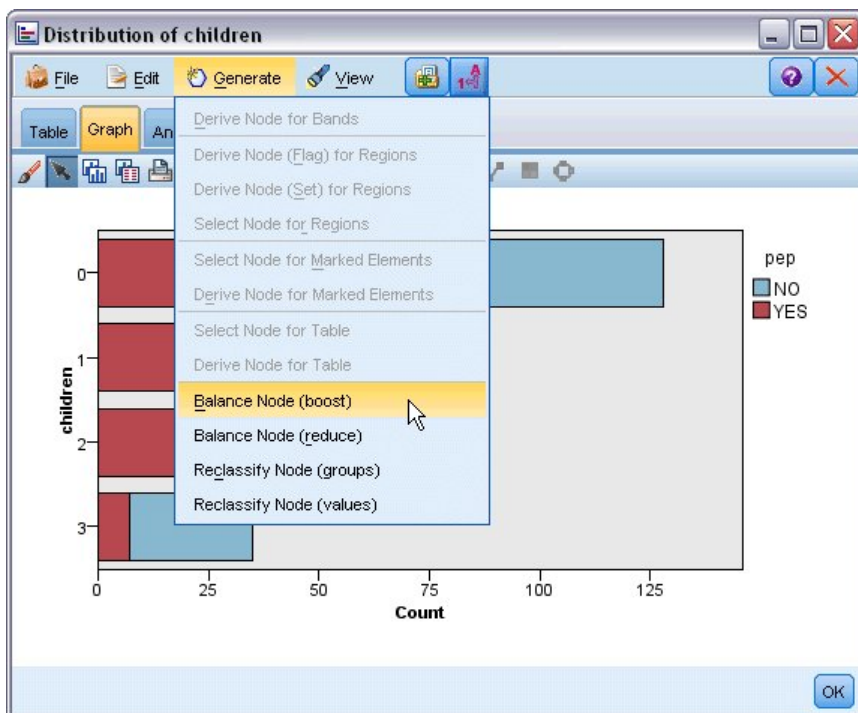 Distribution of children
File Edit Generate View
Table Graph An
Derive Node for Bands
Derive Node (Flag) for Regions
Derive Node (Set) for Regions
Select Node for Regions
Select Node for Marked Elements
Derive Node for Marked Elements
Select Node for Table
Derive Node for Table
Balance Node (boost)
Balance Node (reduce)
Reclassify Node (groups)
Reclassify Node (values)
children
0
1
2
3
0 25 50 75 100 125
Count
pep
NO
YES
OK